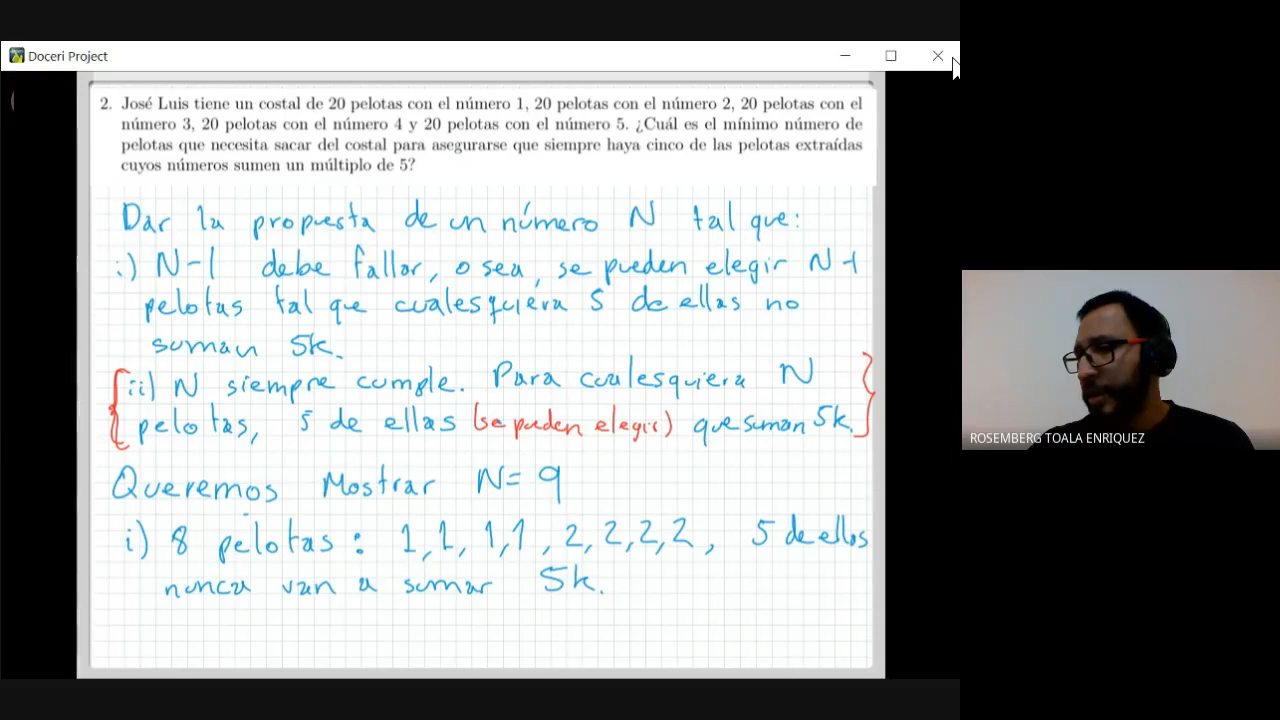 Doceri Project
2. José Luis tiene un costal de 20 pelotas con el número 1, 20 pelotas con el número 2, 20 pelotas con el
número 3, 20 pelotas con el número 4 y 20 pelotas con el número 5. ¿Cuál es el mínimo número de
pelotas que necesita sacar del costal para asegurarse que siempre haya cinco de las pelotas extraídas
cuyos números sumen un múltiplo de 5?
Dar la propuesta de un número N tal que:
i) N-1 debe fallar, o sea, se pueden elegir N-1
pelotas tal que cualesquiera 5 de ellas no
suman 5k.
ii) N siempre cumple. Para cualesquiera N
pelotas, 5 de ellas (se pueden elegir) que suman 5k.
Queremos Mostrar N=9
i) 8 pelotas: 1,1,1,1,2,2,2,2, 5 de ellos
nunca van a sumar 5k.
ROSEMBERG TOALA ENRIQUEZ